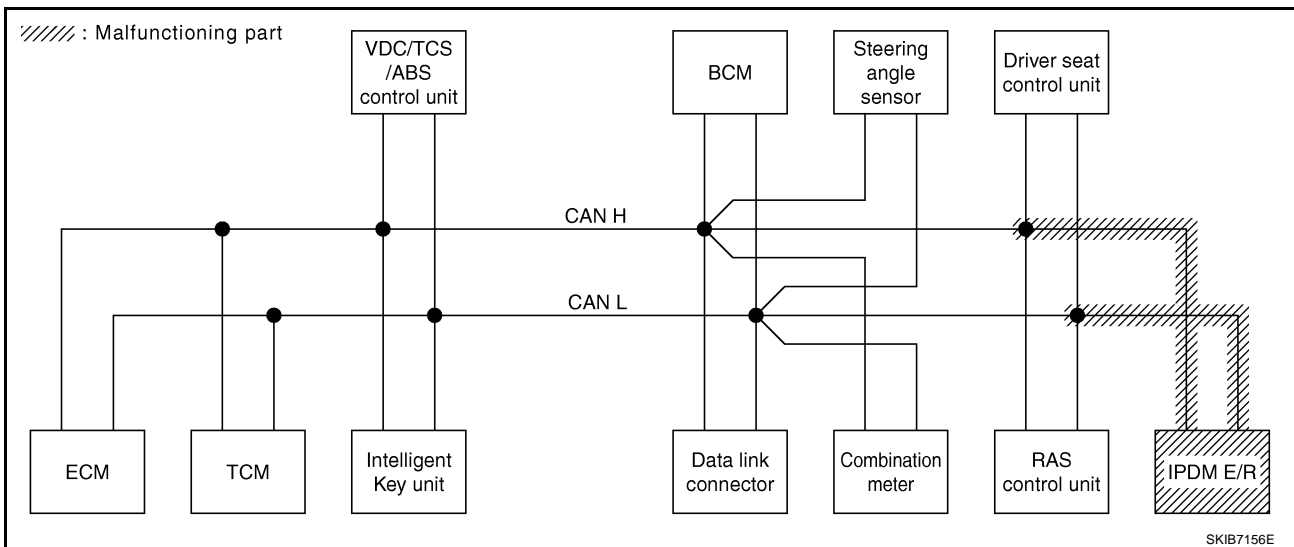 : Malfunctioning part
VDC/TCS
/ABS
control unit
BCM
Steering
angle
sensor
Driver seat
control unit
CAN H
CAN L
ECM
TCM
Intelligent
Key unit
Data link
connector
Combination
meter
RAS
control unit
IPDM E/R
SKIB7156E